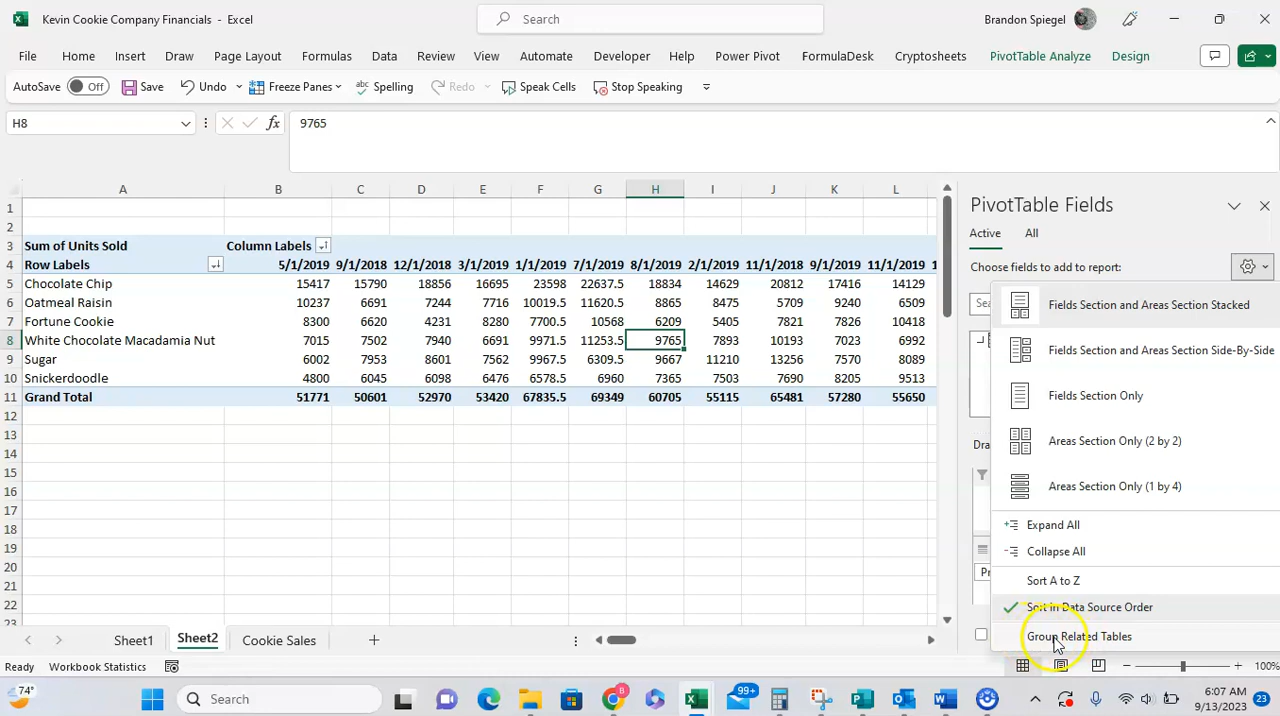 Kevin Cookie Company Financials - Excel
Search
Brandon Spiegel
File Home Insert Draw Page Layout Formulas Data Review View Automate Developer Help Power Pivot FormulaDesk Cryptosheets PivotTable Analyze Design
AutoSave Off Save Undo Freeze Panes abc Spelling Redo Speak Cells Stop Speaking
H8 fx 9765
A B C D E F G H I J K L
1
2
3 Sum of Units Sold Column Labels
4 Row Labels 5/1/2019 9/1/2018 12/1/2018 3/1/2019 1/1/2019 7/1/2019 8/1/2019 2/1/2019 11/1/2018 9/1/2019 11/1/2019 1
5 Chocolate Chip 15417 15790 18856 16695 23598 22637.5 18834 14629 20812 17416 14129
6 Oatmeal Raisin 10237 6691 7244 7716 10019.5 11620.5 8865 8475 5709 9240 6509
7 Fortune Cookie 8300 6620 4231 8280 7700.5 10568 6209 5405 7821 7826 10418
8 White Chocolate Macadamia Nut 7015 7502 7940 6691 9971.5 11253.5 9765 7893 10193 7023 6992
9 Sugar 6002 7953 8601 7562 9967.5 6309.5 9667 11210 13256 7570 8089
10 Snickerdoodle 4800 6045 6098 6476 6578.5 6960 7365 7503 7690 8205 9513
11 Grand Total 51771 50601 52970 53420 67835.5 69349 60705 55115 65481 57280 55650
12
13
14
15
16
17
18
19
20
21
22
PivotTable Fields
Active All
Choose fields to add to report:
Sea
Fields Section and Areas Section Stacked
Fields Section and Areas Section Side-By-Side
Fields Section Only
Areas Section Only (2 by 2)
Dra
Areas Section Only (1 by 4)
Expand All
Collapse All
Pr
Sort A to Z
Sort in Data Source Order
Group Related Tables
Sheet1 Sheet2 Cookie Sales
Ready Workbook Statistics 100%
74° Search 99+ 6:07 AM
9/13/2023 23